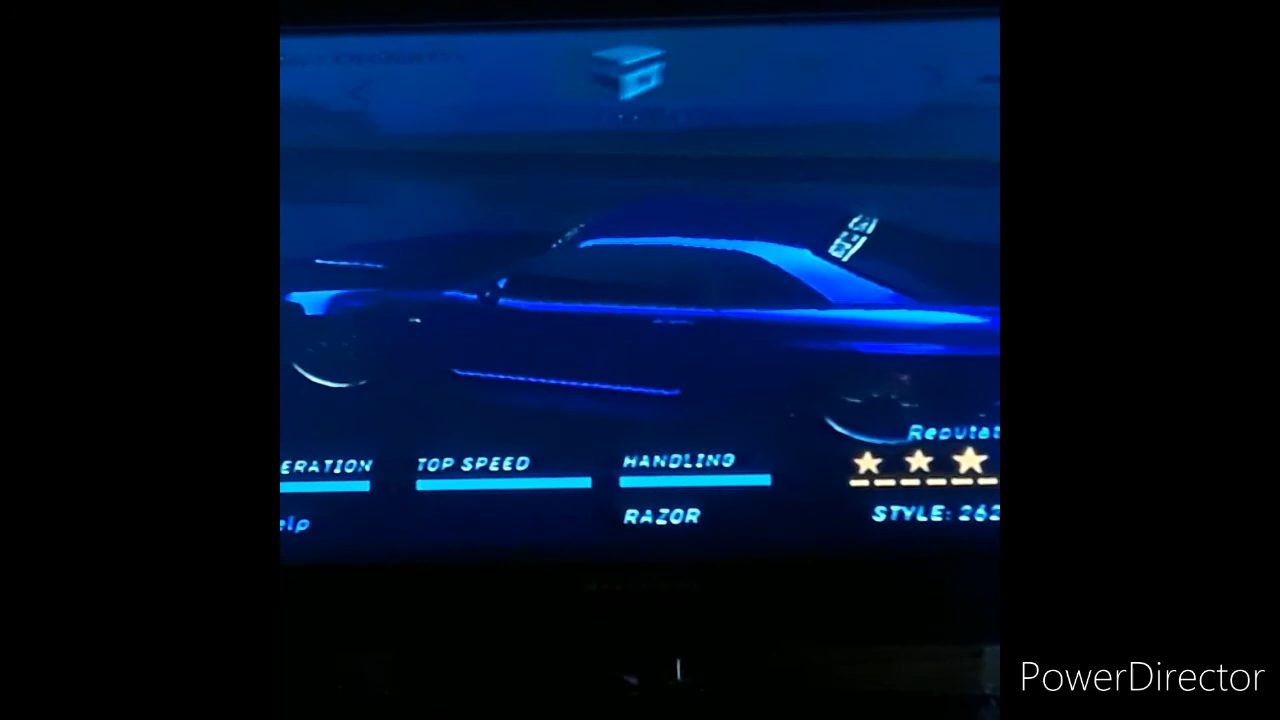 ERATION TOP SPEED HANDLING
Reputat
elp RAZOR STYLE: 262
PowerDirector